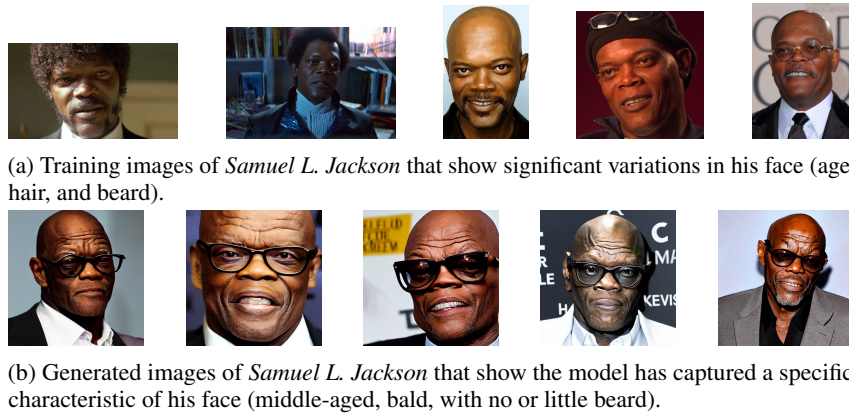 (a) Training images of Samuel L. Jackson that show significant variations in his face (age
hair, and beard).
C
(b) Generated images of Samuel L. Jackson that show the model has captured a specific
characteristic of his face (middle-aged, bald, with no or little beard).